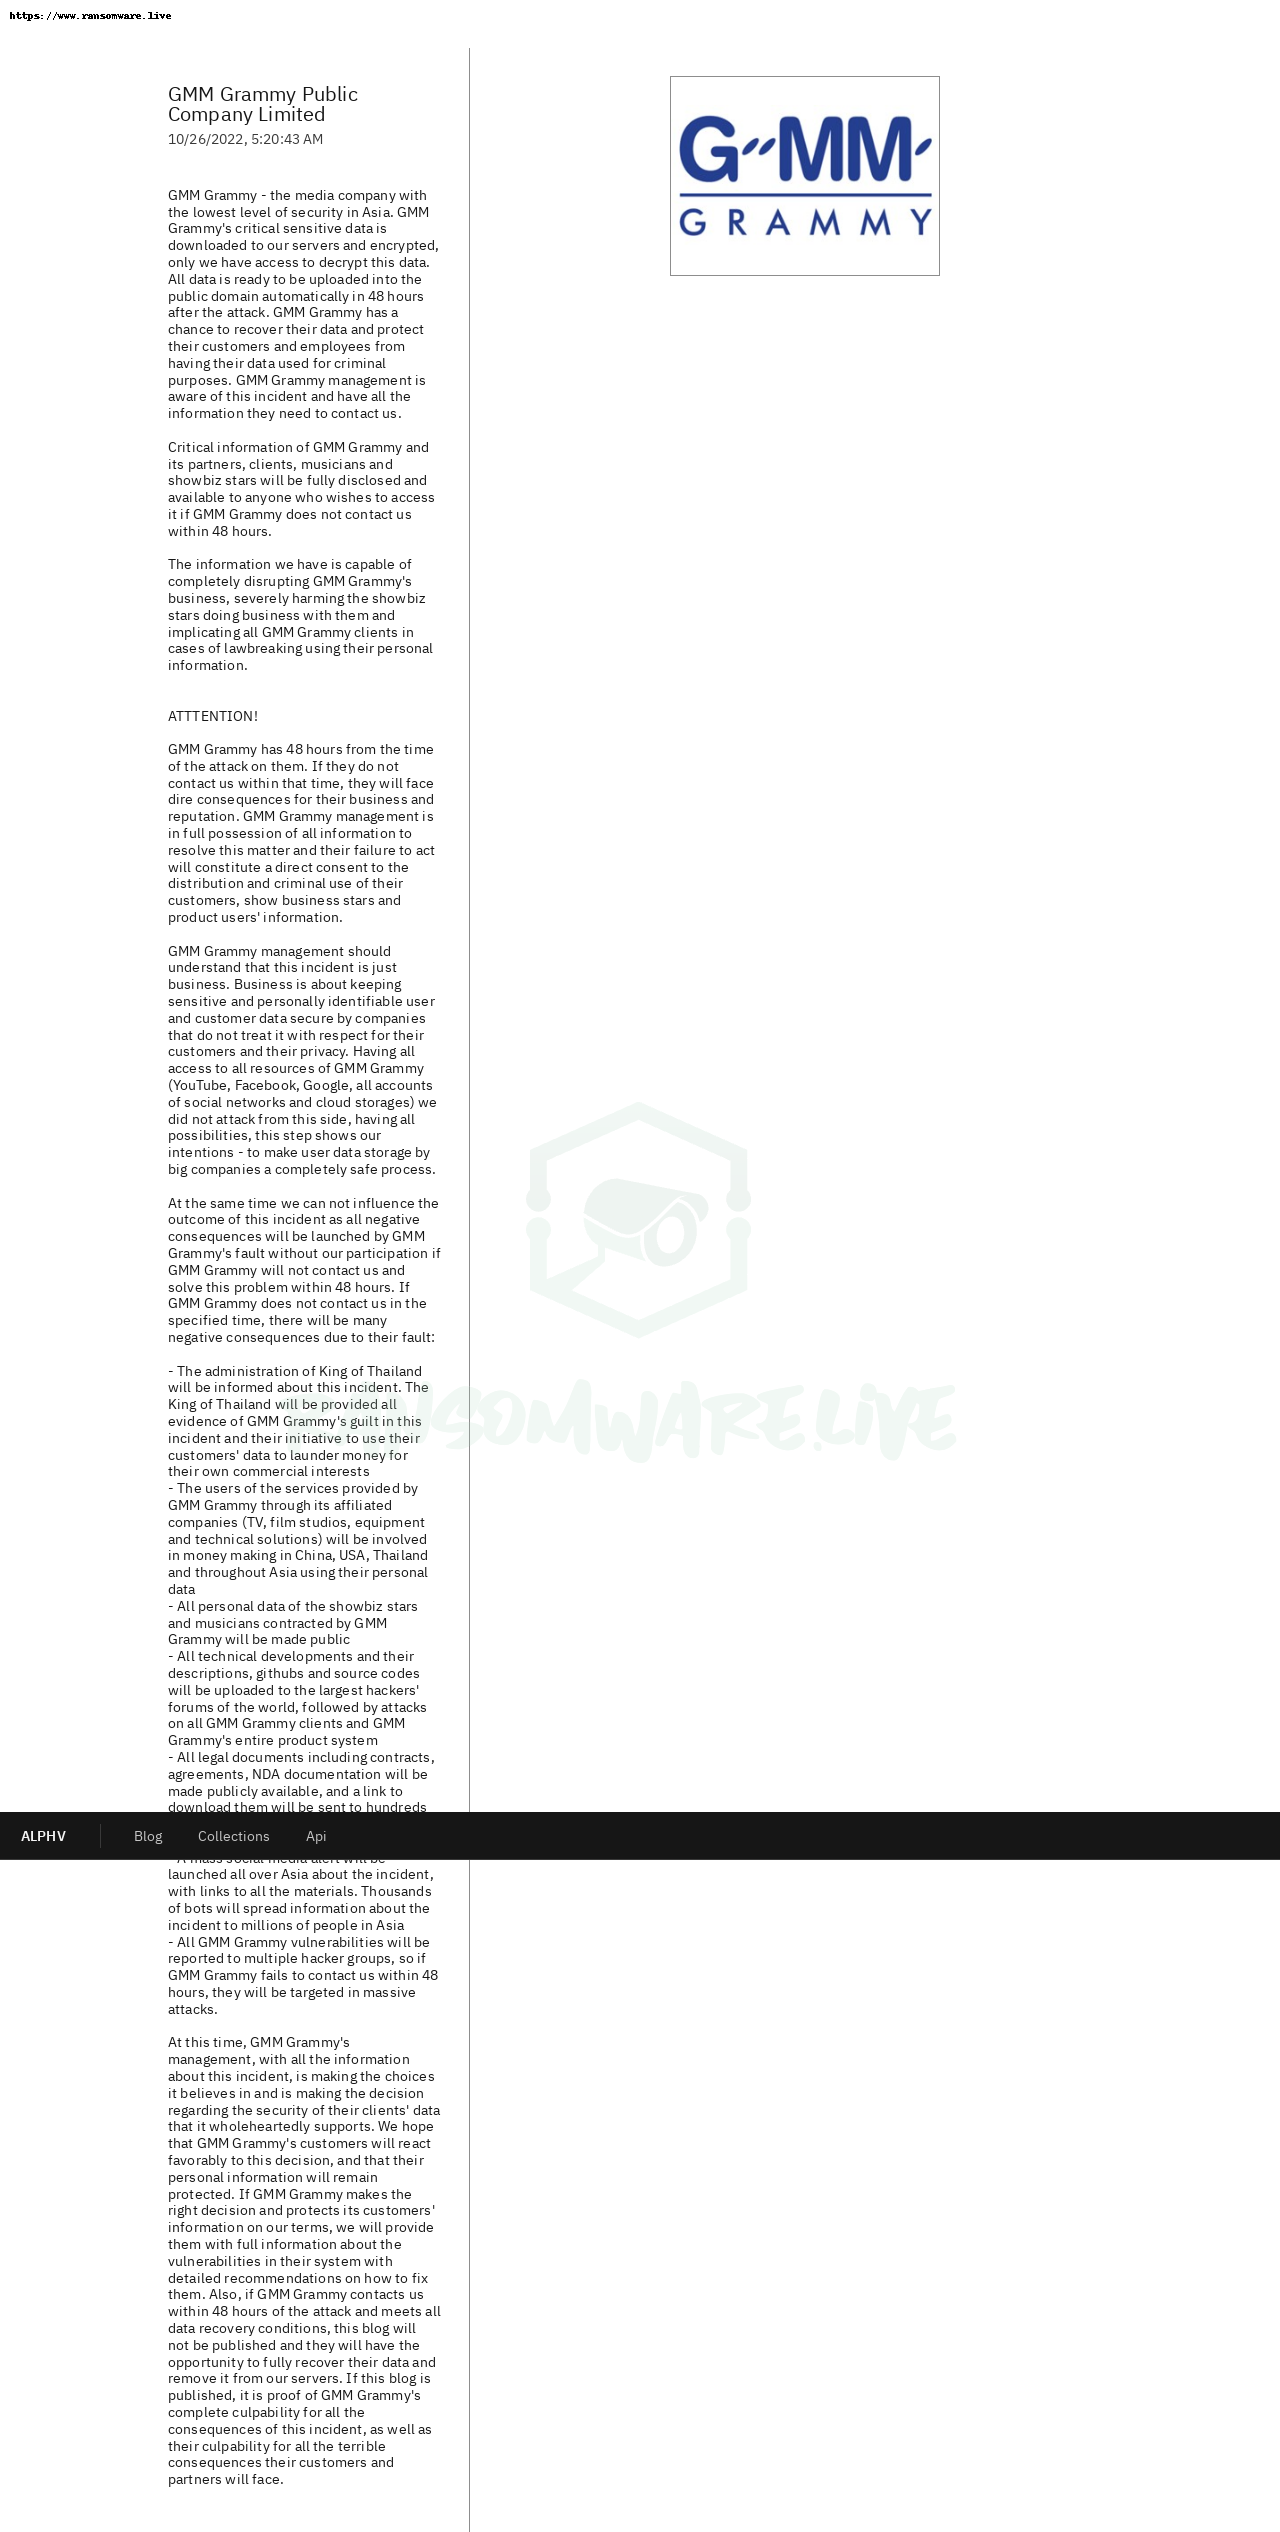 https://www.ransomware.live
GMM Grammy Public
Company Limited
10/26/2022, 5:20:43 AM
G MM
GRAMMY
GMM Grammy - the media company with
the lowest level of security in Asia. GMM
Grammy's critical sensitive data is
downloaded to our servers and encrypted,
only we have access to decrypt this data.
All data is ready to be uploaded into the
public domain automatically in 48 hours
after the attack. GMM Grammy has a
chance to recover their data and protect
their customers and employees from
having their data used for criminal
purposes. GMM Grammy management is
aware of this incident and have all the
information they need to contact us.
Critical information of GMM Grammy and
its partners, clients, musicians and
showbiz stars will be fully disclosed and
available to anyone who wishes to access
it if GMM Grammy does not contact us
within 48 hours.
The information we have is capable of
completely disrupting GMM Grammy's
business, severely harming the showbiz
stars doing business with them and
implicating all GMM Grammy clients in
cases of lawbreaking using their personal
information.
ATTTENTION!
GMM Grammy has 48 hours from the time
of the attack on them. If they do not
contact us within that time, they will face
dire consequences for their business and
reputation. GMM Grammy management is
in full possession of all information to
resolve this matter and their failure to act
will constitute a direct consent to the
distribution and criminal use of their
customers, show business stars and
product users' information.
GMM Grammy management should
understand that this incident is just
business. Business is about keeping
sensitive and personally identifiable user
and customer data secure by companies
that do not treat it with respect for their
customers and their privacy. Having all
access to all resources of GMM Grammy
(YouTube, Facebook, Google, all accounts
of social networks and cloud storages) we
did not attack from this side, having all
possibilities, this step shows our
intentions - to make user data storage by
big companies a completely safe process.
At the same time we can not influence the
outcome of this incident as all negative
consequences will be launched by GMM
Grammy's fault without our participation if
GMM Grammy will not contact us and
solve this problem within 48 hours. If
GMM Grammy does not contact us in the
specified time, there will be many
negative consequences due to their fault:
- The administration of King of Thailand
will be informed about this incident. The
King of Thailand will be provided all
evidence of GMM Grammy's guilt in this
incident and their initiative to use their
customers' data to launder money for
their own commercial interests
- The users of the services provided by
GMM Grammy through its affiliated
companies (TV, film studios, equipment
and technical solutions) will be involved
in money making in China, USA, Thailand
and throughout Asia using their personal
data
- All personal data of the showbiz stars
and musicians contracted by GMM
Grammy will be made public
- All technical developments and their
descriptions, githubs and source codes
will be uploaded to the largest hackers'
forums of the world, followed by attacks
on all GMM Grammy clients and GMM
Grammy's entire product system
- All legal documents including contracts,
agreements, NDA documentation will be
made publicly available, and a link to
download them will be sent to hundreds
ALPHV Blog Collections Api
- A mass social media alert will be
launched all over Asia about the incident,
with links to all the materials. Thousands
of bots will spread information about the
incident to millions of people in Asia
- All GMM Grammy vulnerabilities will be
reported to multiple hacker groups, so if
GMM Grammy fails to contact us within 48
hours, they will be targeted in massive
attacks.
At this time, GMM Grammy's
management, with all the information
about this incident, is making the choices
it believes in and is making the decision
regarding the security of their clients' data
that it wholeheartedly supports. We hope
that GMM Grammy's customers will react
favorably to this decision, and that their
personal information will remain
protected. If GMM Grammy makes the
right decision and protects its customers'
information on our terms, we will provide
them with full information about the
vulnerabilities in their system with
detailed recommendations on how to fix
them. Also, if GMM Grammy contacts us
within 48 hours of the attack and meets all
data recovery conditions, this blog will
not be published and they will have the
opportunity to fully recover their data and
remove it from our servers. If this blog is
published, it is proof of GMM Grammy's
complete culpability for all the
consequences of this incident, as well as
their culpability for all the terrible
consequences their customers and
partners will face.
RANSOMWARE.LIVE